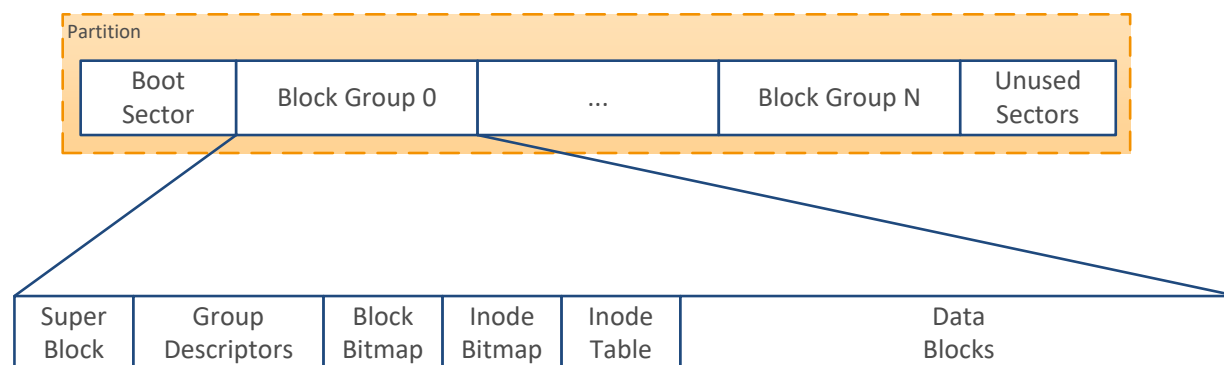 Partition
Boot
Sector
Block Group 0
...
Block Group N
Unused
Sectors
Super
Block
Group
Descriptors
Block
Bitmap
Inode
Bitmap
Inode
Table
Data
Blocks